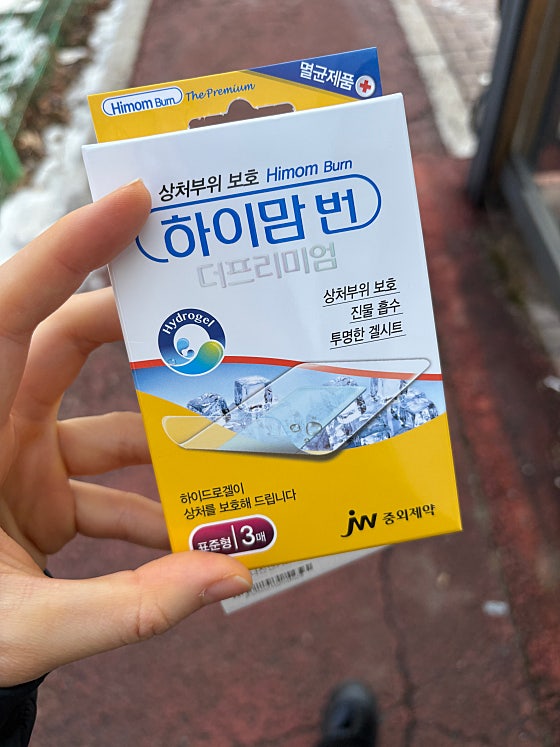 Himom Burn The Premium
멸균제품
상처부위 보호 Himom Burn
하이맘 번
더프리미엄
상처부위 보호
진물 흡수
투명한 겔시트
Hydrogel
하이드로겔이
상처를 보호해 드립니다
표준형 3매
jw 중외제약